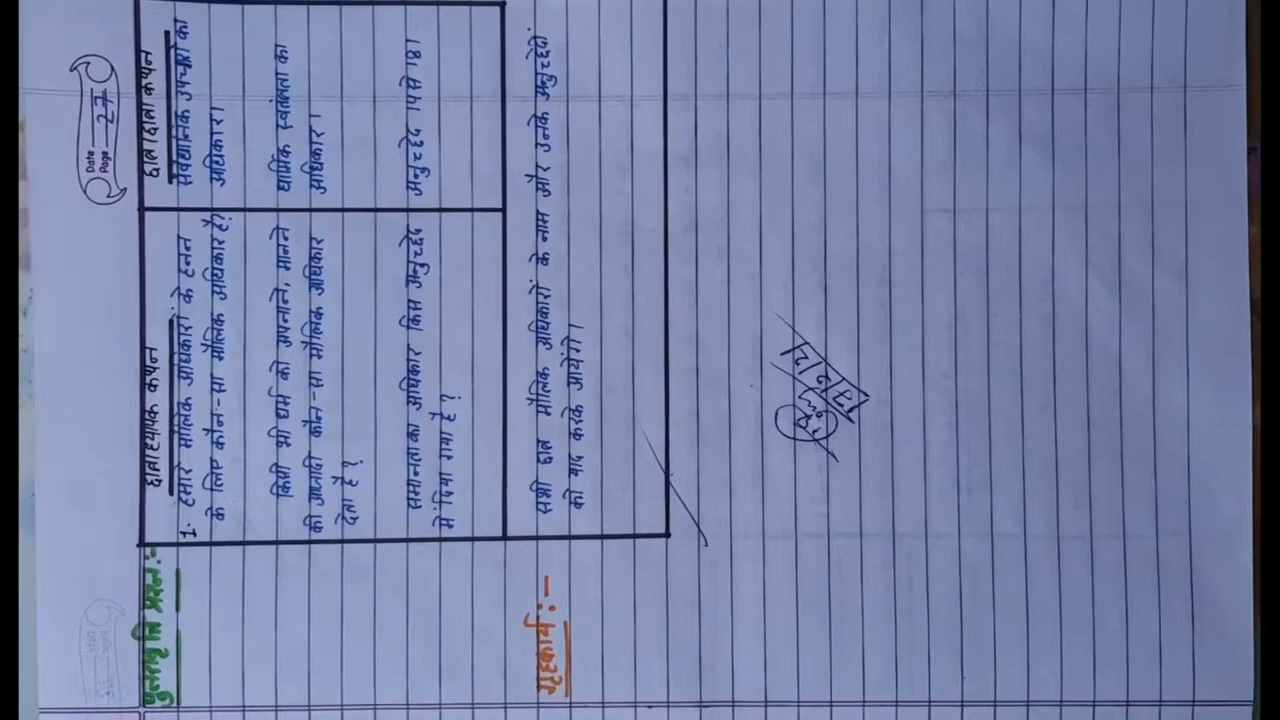 Date
Page 27
पुनरावृत्ति प्रश्न:-
छात्राध्यापक कथन
छात्र/छात्रा कथन
1. हमारे मौलिक अधिकारों के हनन
के लिए कौन-सा मौलिक अधिकार है?
संवैधानिक उपचारों का
अधिकार।
किसी भी धर्म को अपनाने, मानने
की आजादी कौन-सा मौलिक अधिकार
देता है?
धार्मिक स्वतंत्रता का
अधिकार।
समानता का अधिकार किस अनुच्छेद
में दिया गया है?
अनुच्छेद 14 से 18।
गृहकार्य:-
सभी छात्र मौलिक अधिकारों के नाम और उनके अनुच्छेदों
को याद करके आयेंगे।